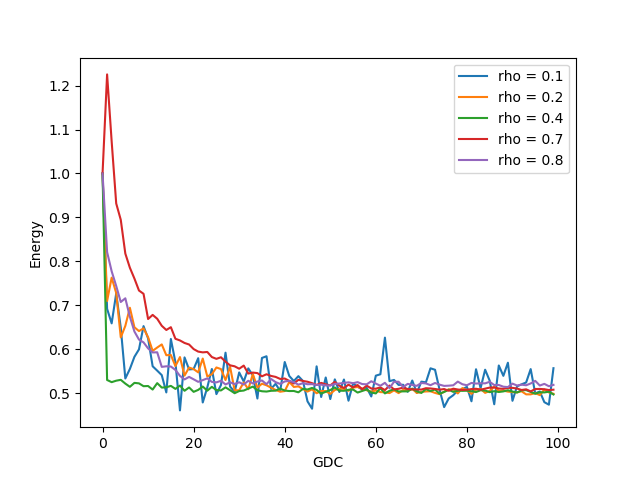 rho = 0.1
rho = 0.2
rho = 0.4
rho = 0.7
rho = 0.8
1.2
1.1
1.0
0.9
0.8
0.7
0.6
0.5
Energy
0 20 40 60 80 100
GDC